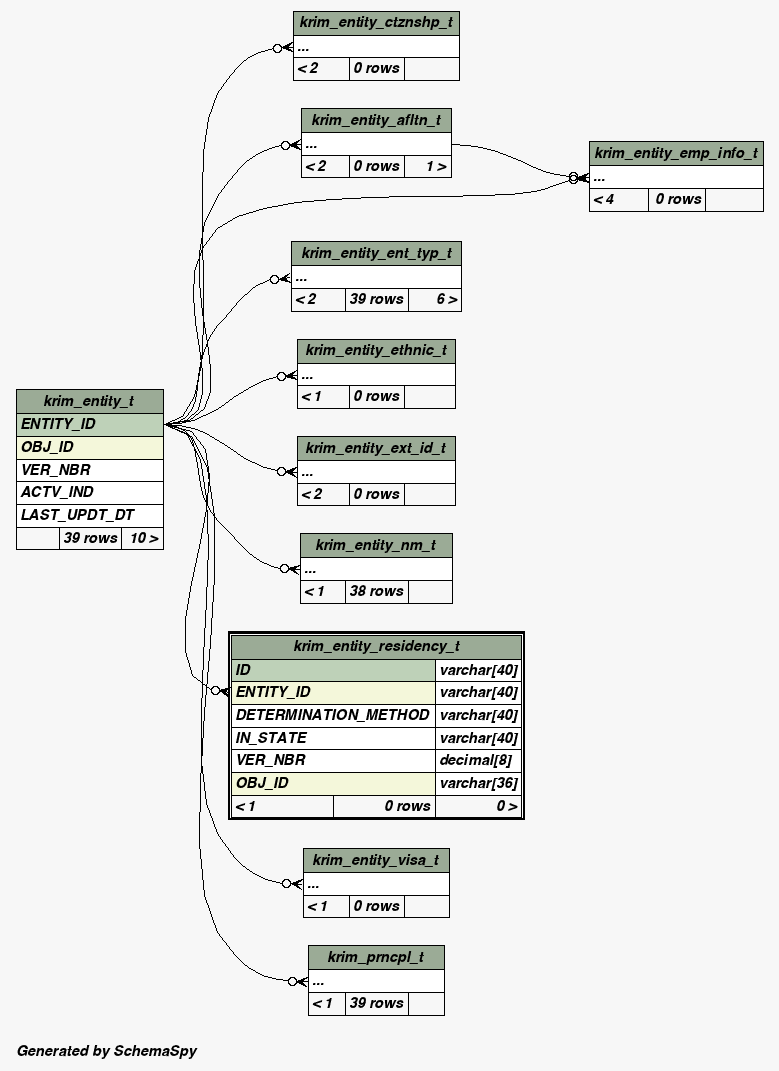 krim_entity_ctznshp_t
...
< 2 0 rows
krim_entity_afltn_t
...
< 2 0 rows 1 >
krim_entity_emp_info_t
...
< 4 0 rows
krim_entity_ent_typ_t
...
< 2 39 rows 6 >
krim_entity_ethnic_t
...
< 1 0 rows
krim_entity_t
ENTITY_ID
OBJ_ID
VER_NBR
ACTV_IND
LAST_UPDT_DT
39 rows 10 >
krim_entity_ext_id_t
...
< 2 0 rows
krim_entity_nm_t
...
< 1 38 rows
krim_entity_residency_t
ID varchar[40]
ENTITY_ID varchar[40]
DETERMINATION_METHOD varchar[40]
IN_STATE varchar[40]
VER_NBR decimal[8]
OBJ_ID varchar[36]
< 1 0 rows 0 >
krim_entity_visa_t
...
< 1 0 rows
krim_prncpl_t
...
< 1 39 rows
Generated by SchemaSpy